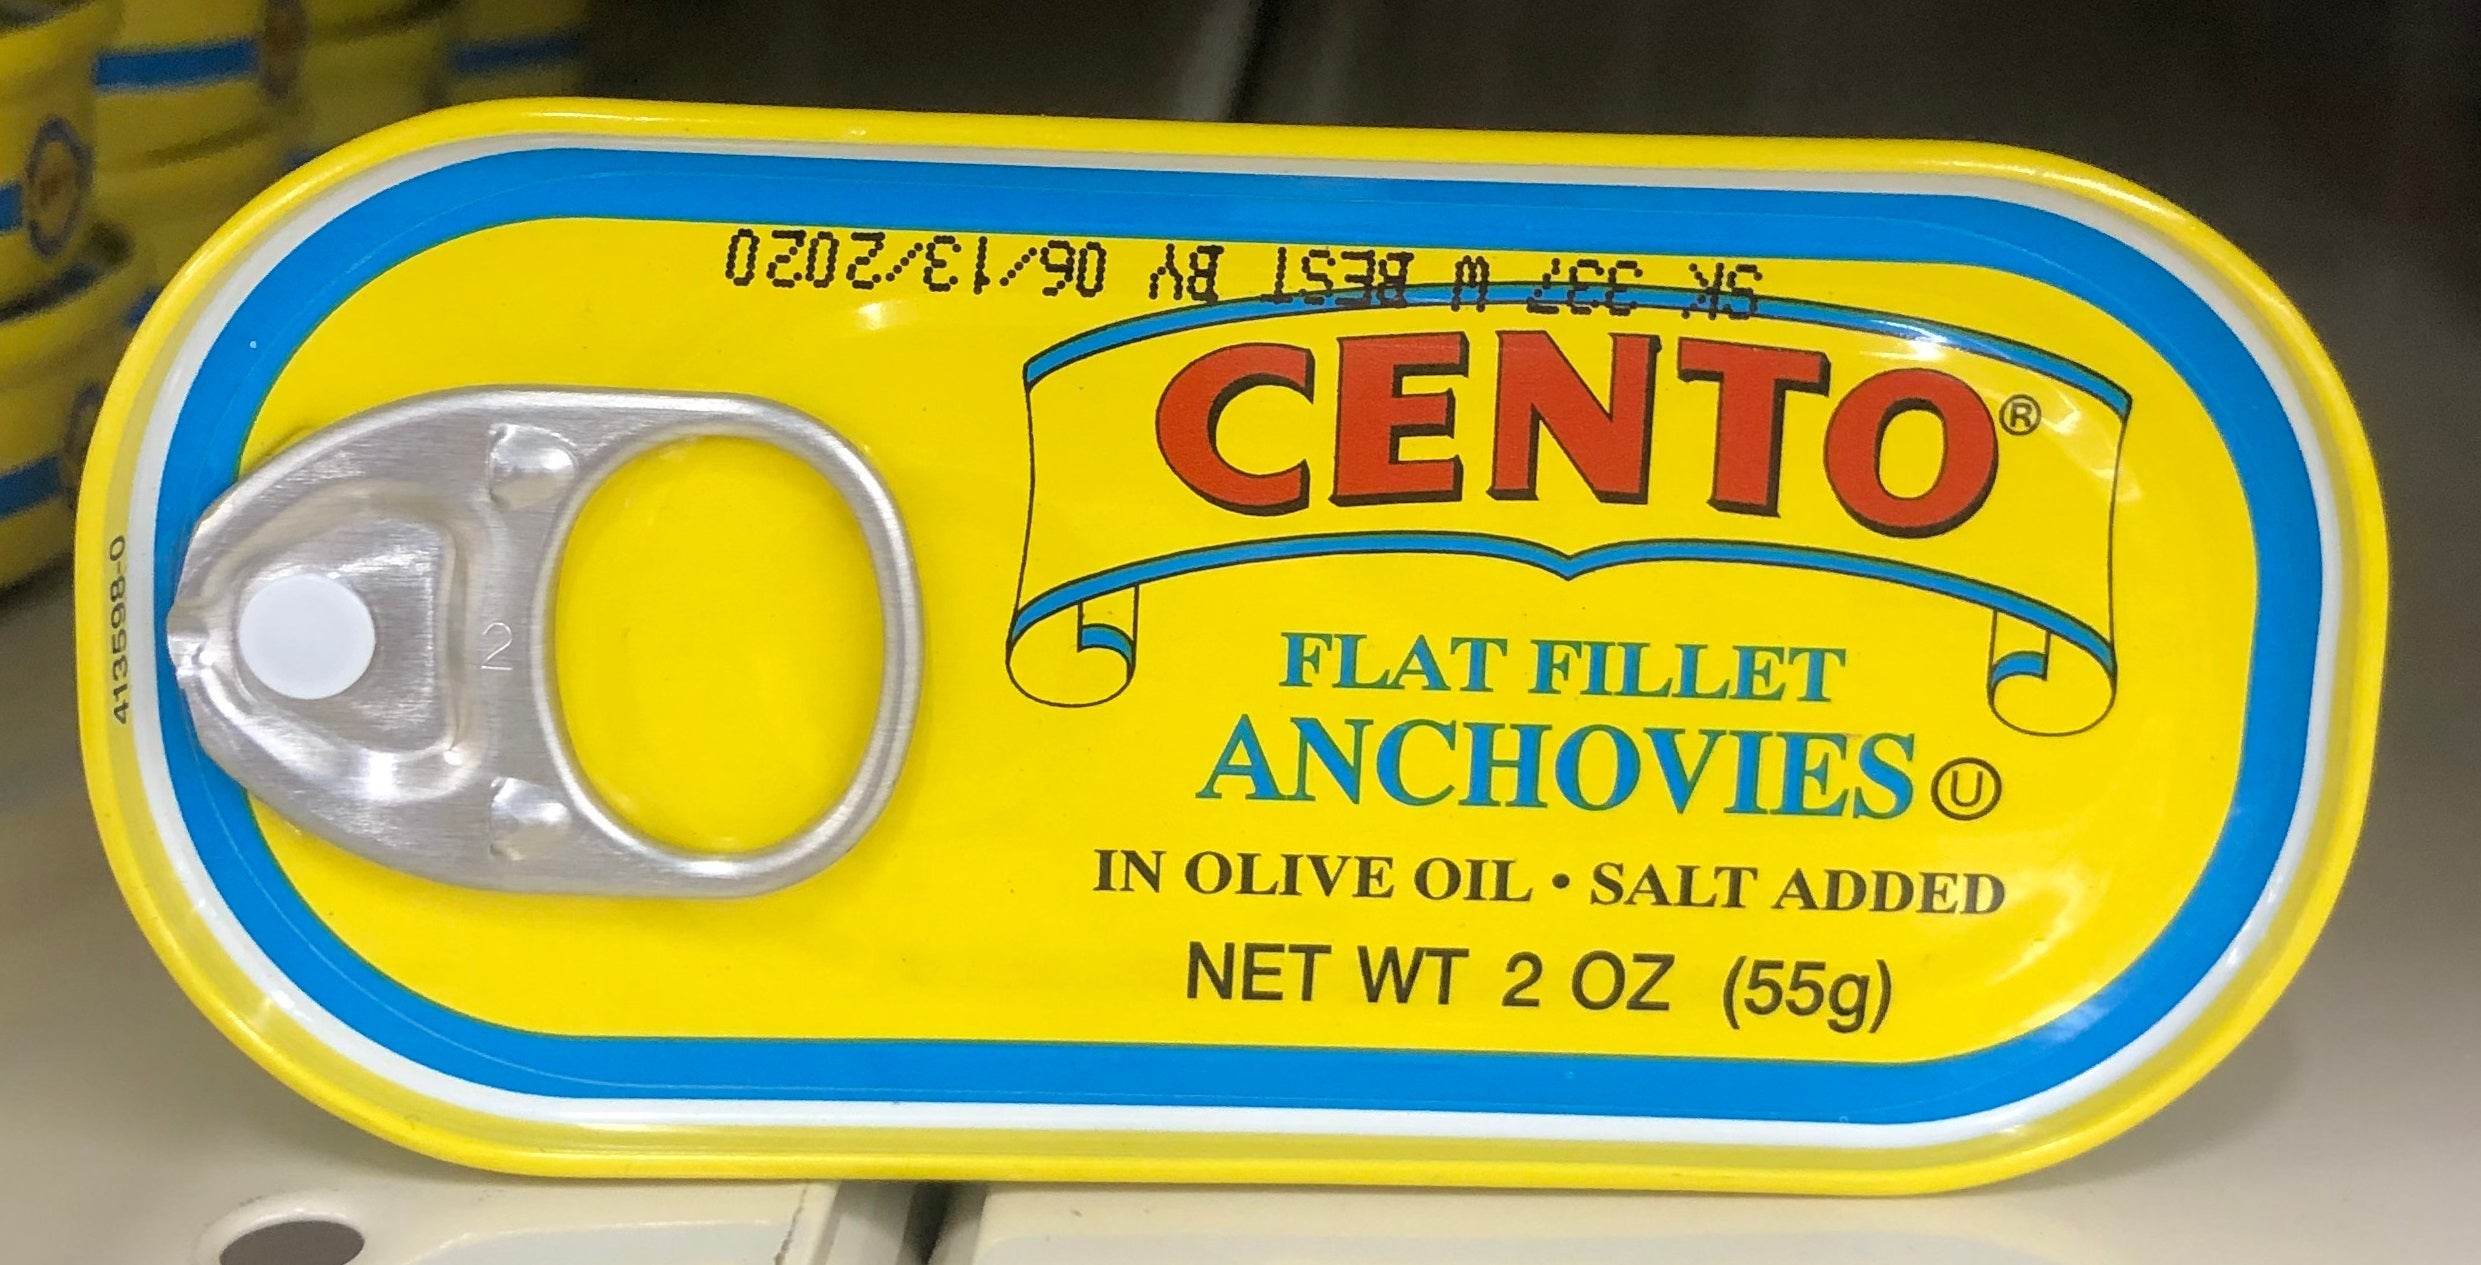 SK 337 W BEST BY 06/13/2020
CENTO®
FLAT FILLET
ANCHOVIES Ⓤ
IN OLIVE OIL • SALT ADDED
NET WT 2 OZ (55g)
2
413598-0